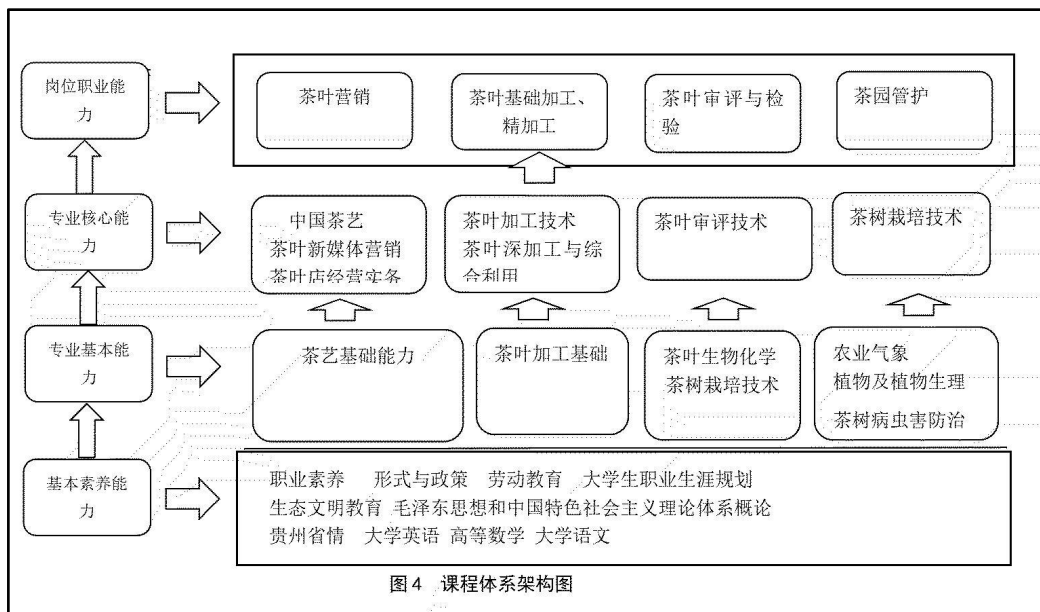 岗位职业能
力
茶叶营销
茶叶基础加工、
精加工
茶叶审评与检
验
茶园管护
专业核心能
力
中国茶艺
茶叶新媒体营销
茶叶店经营实务
茶叶加工技术
茶叶深加工与综
合利用
茶叶审评技术
茶树栽培技术
专业基本能
力
茶艺基础能力
茶叶加工基础
茶叶生物化学
茶树栽培技术
农业气象
植物及植物生理
茶树病虫害防治
基本素养能
力
职业素养 形式与政策 劳动教育 大学生职业生涯规划
生态文明教育 毛泽东思想和中国特色社会主义理论体系概论
贵州省情 大学英语 高等数学 大学语文
图 4 课程体系架构图